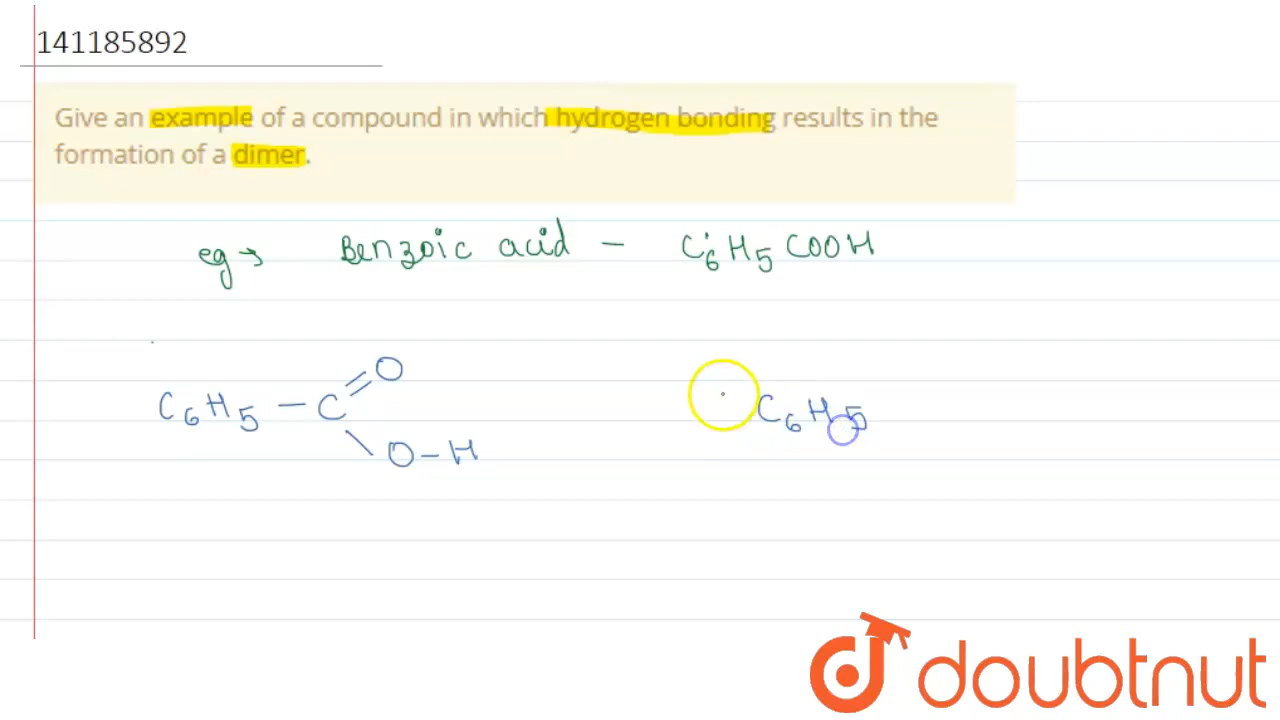 141185892
Give an example of a compound in which hydrogen bonding results in the
formation of a dimer.
eg → Benzoic acid – C6H5COOH
C6H5 – C
O
O – H
C6H5
doubtnut